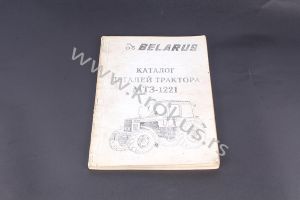 BELARUS
КАТАЛОГ
ДЕТАЛЕЙ ТРАКТОРА
МТЗ-1221
www.Krokus.rs